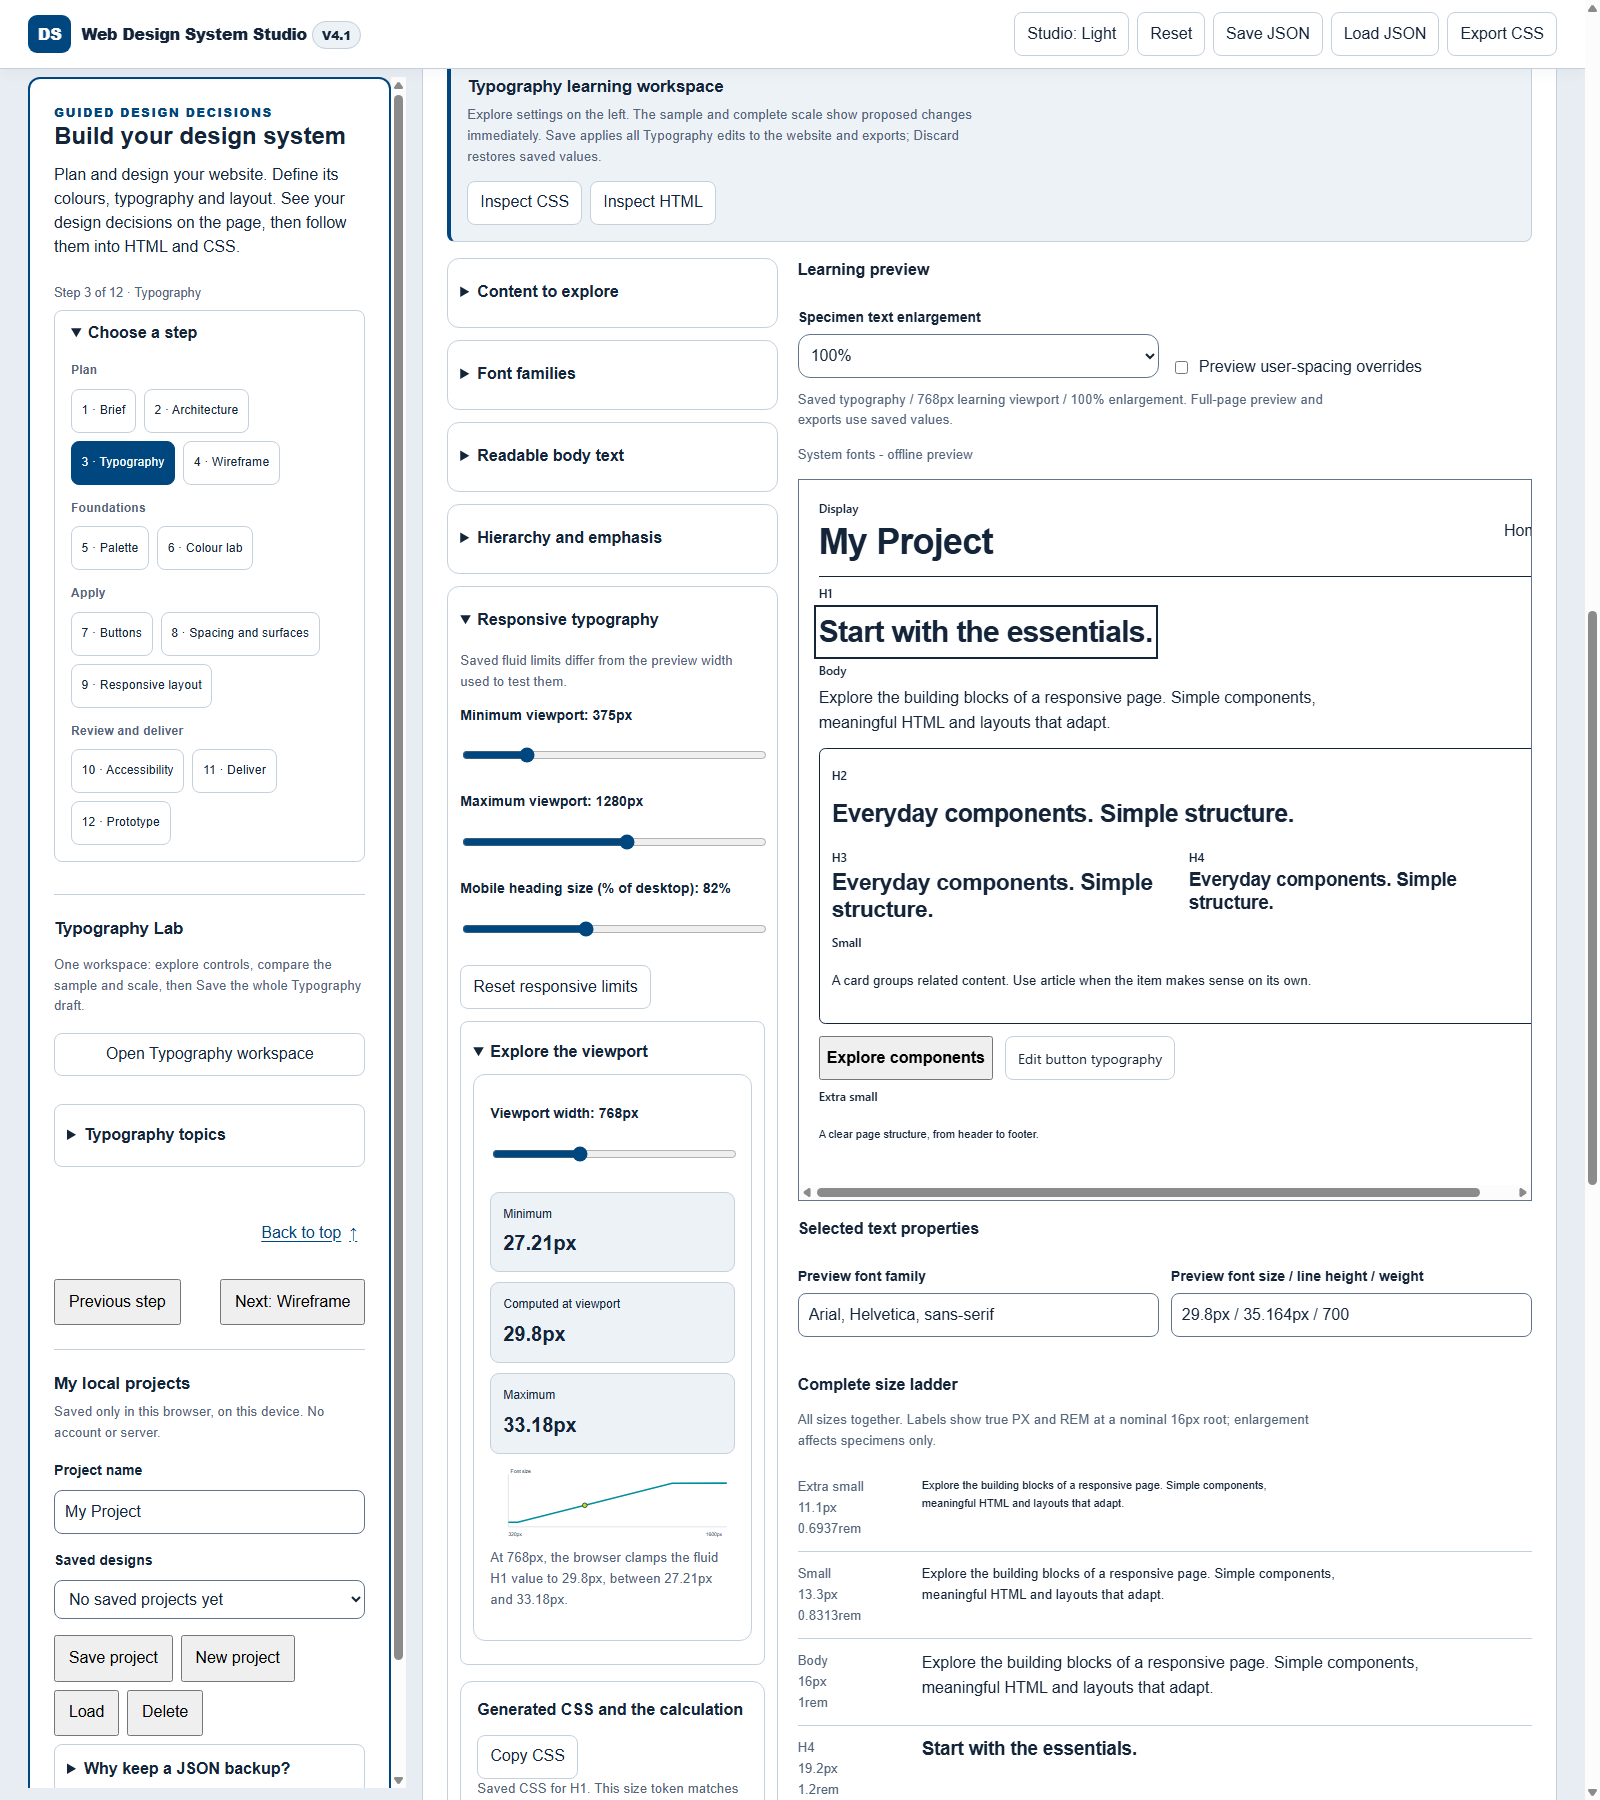 DS Web Design System Studio V4.1
Studio: Light
Reset
Save JSON
Load JSON
Export CSS
GUIDED DESIGN DECISIONS
Build your design system
Plan and design your website. Define its
colours, typography and layout. See your
design decisions on the page, then follow
them into HTML and CSS.
Step 3 of 12 · Typography
▼ Choose a step
Plan
1 · Brief
2 · Architecture
3 · Typography
4 · Wireframe
Foundations
5 · Palette
6 · Colour lab
Apply
7 · Buttons
8 · Spacing and surfaces
9 · Responsive layout
Review and deliver
10 · Accessibility
11 · Deliver
12 · Prototype
Typography Lab
One workspace: explore controls, compare the
sample and scale, then Save the whole Typography
draft.
Open Typography workspace
▶ Typography topics
Back to top ↑
Previous step
Next: Wireframe
My local projects
Saved only in this browser, on this device. No
account or server.
Project name
My Project
Saved designs
No saved projects yet
Save project
New project
Load
Delete
▶ Why keep a JSON backup?
Typography learning workspace
Explore settings on the left. The sample and complete scale show proposed changes
immediately. Save applies all Typography edits to the website and exports; Discard
restores saved values.
Inspect CSS
Inspect HTML
▶ Content to explore
▶ Font families
▶ Readable body text
▶ Hierarchy and emphasis
▼ Responsive typography
Saved fluid limits differ from the preview width
used to test them.
Minimum viewport: 375px
Maximum viewport: 1280px
Mobile heading size (% of desktop): 82%
Reset responsive limits
▼ Explore the viewport
Viewport width: 768px
Minimum
27.21px
Computed at viewport
29.8px
Maximum
33.18px
Font size
320px
1600px
At 768px, the browser clamps the fluid
H1 value to 29.8px, between 27.21px
and 33.18px.
Generated CSS and the calculation
Copy CSS
Saved CSS for H1. This size token matches
Learning preview
Specimen text enlargement
100%
Preview user-spacing overrides
Saved typography / 768px learning viewport / 100% enlargement. Full-page preview and
exports use saved values.
System fonts - offline preview
Display
My Project
Hon
H1
Start with the essentials.
Body
Explore the building blocks of a responsive page. Simple components,
meaningful HTML and layouts that adapt.
H2
Everyday components. Simple structure.
H3
Everyday components. Simple
structure.
H4
Everyday components. Simple
structure.
Small
A card groups related content. Use article when the item makes sense on its own.
Explore components
Edit button typography
Extra small
A clear page structure, from header to footer.
Selected text properties
Preview font family
Arial, Helvetica, sans-serif
Preview font size / line height / weight
29.8px / 35.164px / 700
Complete size ladder
All sizes together. Labels show true PX and REM at a nominal 16px root; enlargement
affects specimens only.
Extra small
11.1px
0.6937rem
Explore the building blocks of a responsive page. Simple components,
meaningful HTML and layouts that adapt.
Small
13.3px
0.8313rem
Explore the building blocks of a responsive page. Simple components,
meaningful HTML and layouts that adapt.
Body
16px
1rem
Explore the building blocks of a responsive page. Simple components,
meaningful HTML and layouts that adapt.
H4
19.2px
1.2rem
Start with the essentials.